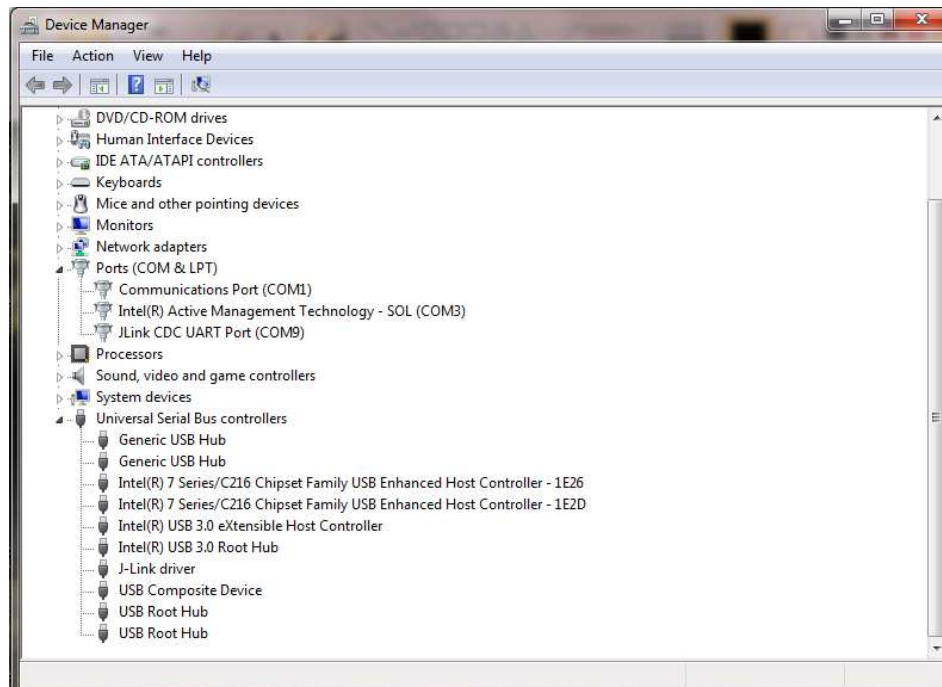 Device Manager
File Action View Help
DVD/CD-ROM drives
Human Interface Devices
IDE ATA/ATAPI controllers
Keyboards
Mice and other pointing devices
Monitors
Network adapters
Ports (COM & LPT)
Communications Port (COM1)
Intel(R) Active Management Technology - SOL (COM3)
JLink CDC UART Port (COM9)
Processors
Sound, video and game controllers
System devices
Universal Serial Bus controllers
Generic USB Hub
Generic USB Hub
Intel(R) 7 Series/C216 Chipset Family USB Enhanced Host Controller - 1E26
Intel(R) 7 Series/C216 Chipset Family USB Enhanced Host Controller - 1E2D
Intel(R) USB 3.0 eXtensible Host Controller
Intel(R) USB 3.0 Root Hub
J-Link driver
USB Composite Device
USB Root Hub
USB Root Hub